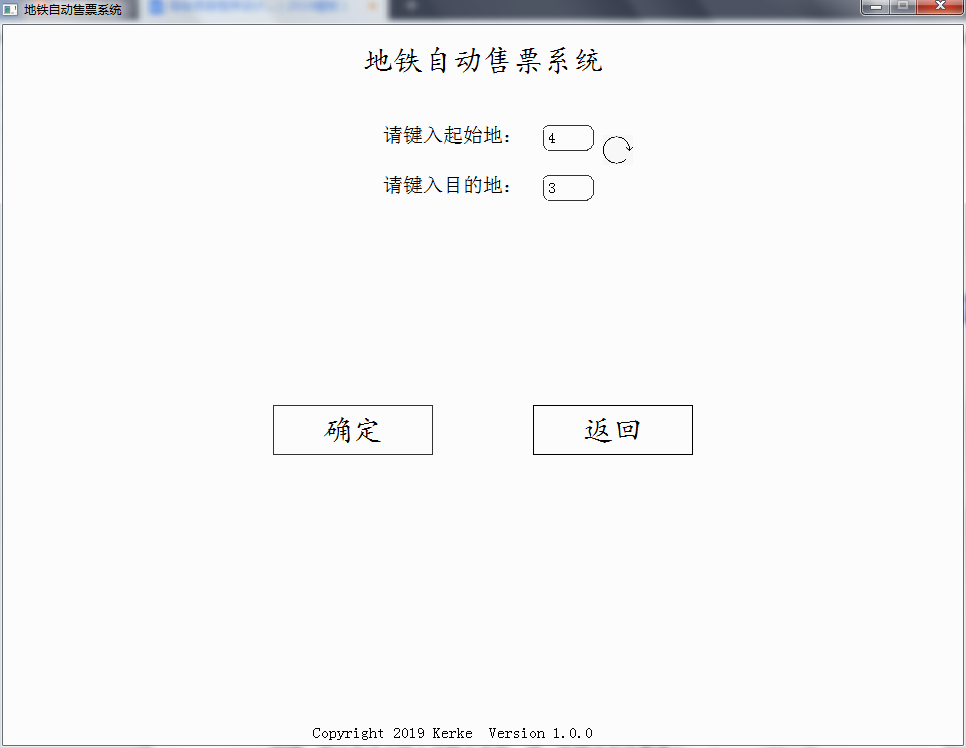 地铁自动售票系统
地铁自动售票系统
请键入起始地： 4
请键入目的地： 3
确定 返回
Copyright 2019 Kerke Version 1.0.0